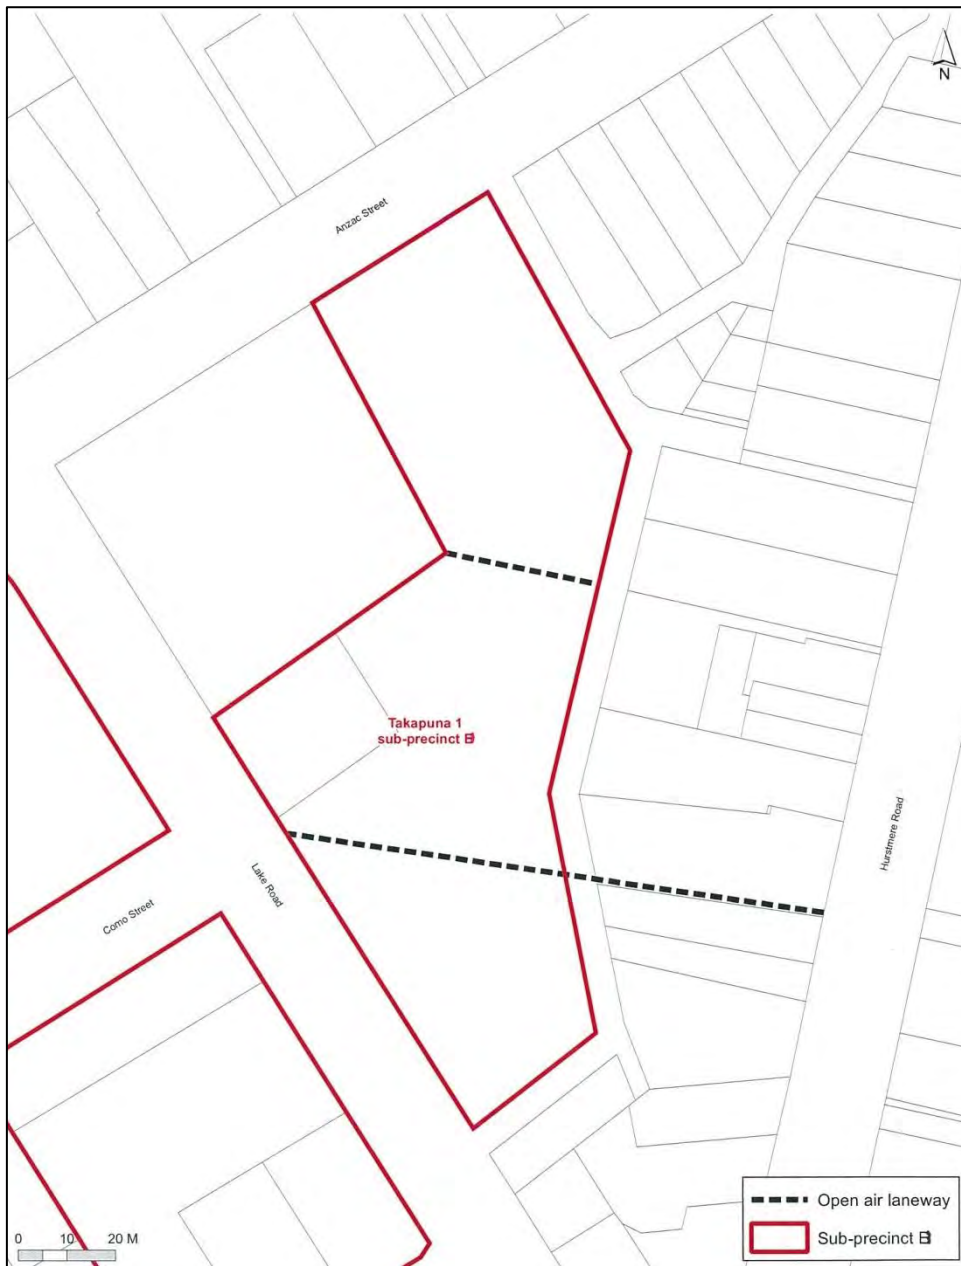 N
Anzac Street
Takapuna 1
sub-precinct
Hurstmere Road
Lake Road
Como Street
Open air laneway
Sub-precinct
0 10 20 M